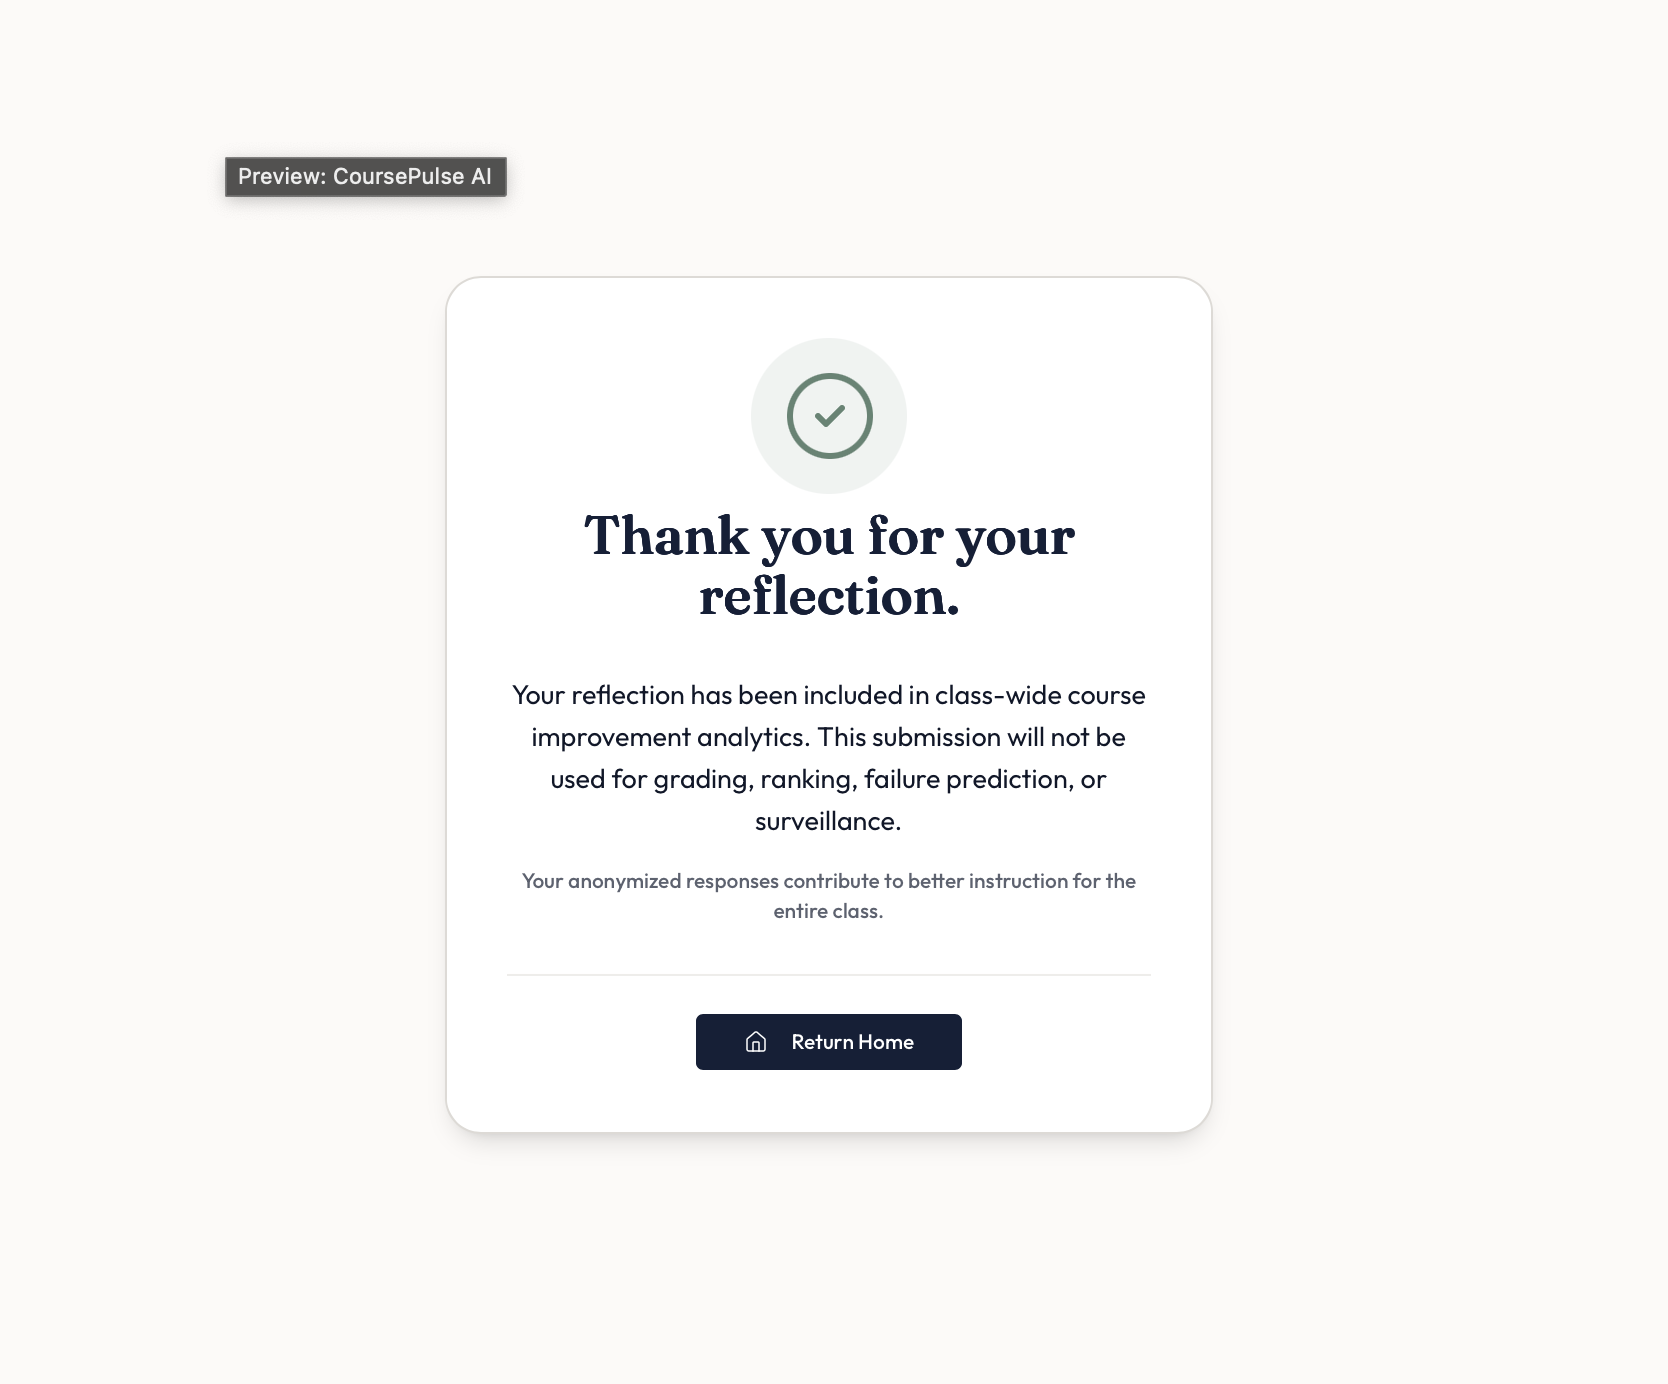 Preview: CoursePulse AI
Thank you for your
reflection.
Your reflection has been included in class-wide course
improvement analytics. This submission will not be
used for grading, ranking, failure prediction, or
surveillance.
Your anonymized responses contribute to better instruction for the
entire class.
Return Home